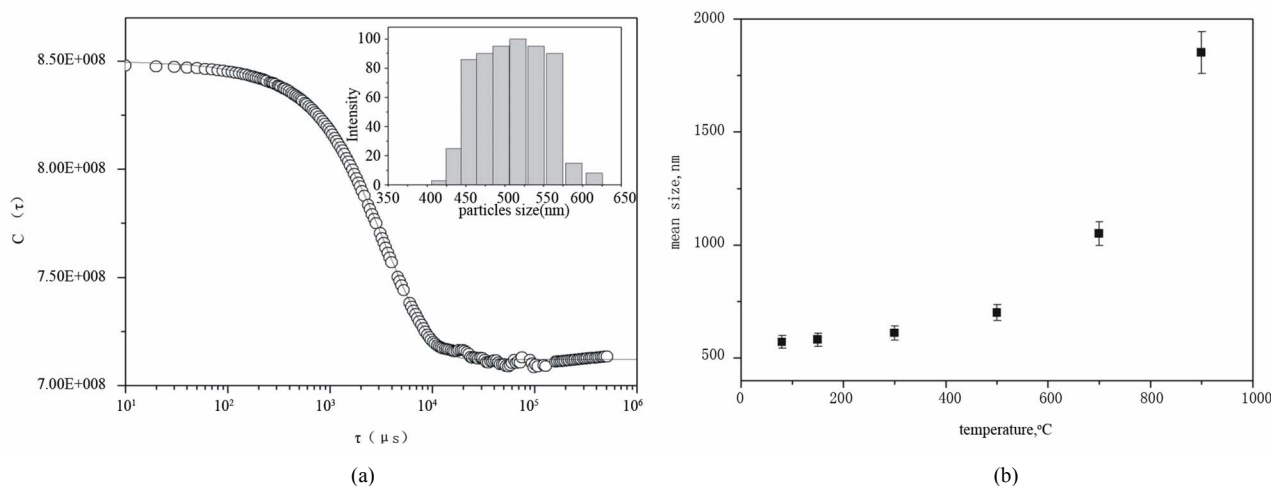 8.50E+008
8.00E+008
7.50E+008
7.00E+008
C (τ)
10¹ 10² 10³ 10⁴ 10⁵ 10⁶
τ (μs)
100
80
60
40
20
0
Intensity
350 400 450 500 550 600 650
particles size(nm)
(a)
2000
1500
1000
500
mean size,nm
0 200 400 600 800 1000
temperature,ºC
(b)